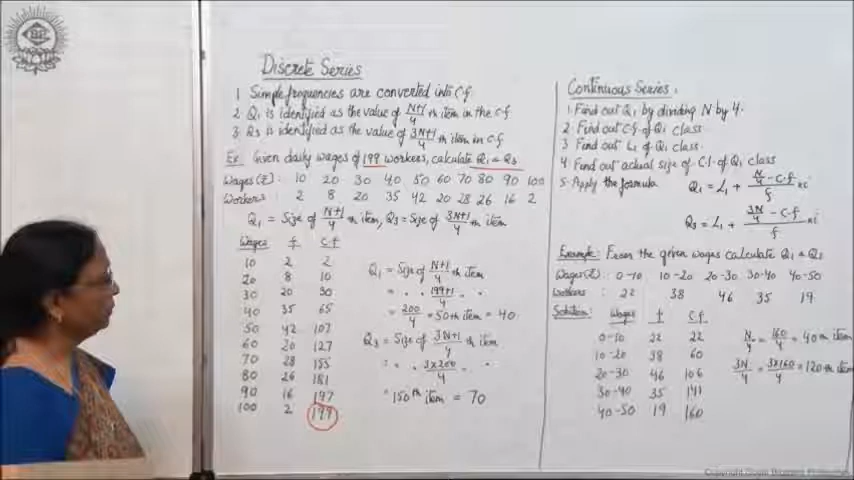 Discrete Series
1 Simple frequencies are converted into C.f.
2 Q₁ is identified as the value of N+1/4 th item in the c.f
3 Q₃ is identified as the value of 3N+1/4 th item in c.f
Ex: Given daily wages of 199 workers, calculate Q₁ & Q₃
Wages(₹) : 10 20 30 40 50 60 70 80 90 100
Workers : 2 8 20 35 42 20 28 26 16 2
Q₁ = Size of N+1/4 th item, Q₃ = Size of 3N+1/4 th item
Wages f c.f
10 2 2
20 8 10
30 20 30
40 35 65
50 42 107
60 20 127
70 28 155
80 26 181
90 16 197
100 2 199
Q₁ = Size of N+1/4 th item
= " " 199+1/4 " "
= 200/4 = 50th item = 40
Q₃ = Size of 3N+1/4 th item
= " " 3x200/4 " "
= 150th item = 70
Continuous Series.
1. Find out Q₁ by dividing N by 4.
2 Find out C.f of Q₁ class.
3 Find out L₁ of Q₁ class.
4 Find out actual size of C.I. of Q₁ class
5. Apply the formula Q₁ = L₁ + N/4 - C.f / f xi
Q₃ = L₁ + 3N/4 - C.f / f xi
Example: From the given wages calculate Q₁ & Q₃
Wages(₹) : 0-10 10-20 20-30 30-40 40-50
Workers : 22 38 46 35 19
Solution: Wages f C.f
0-10 22 22
10-20 38 60
20-30 46 106
30-40 35 141
40-50 19 160
N/4 = 160/4 = 40th item
3N/4 = 3x160/4 = 120th item